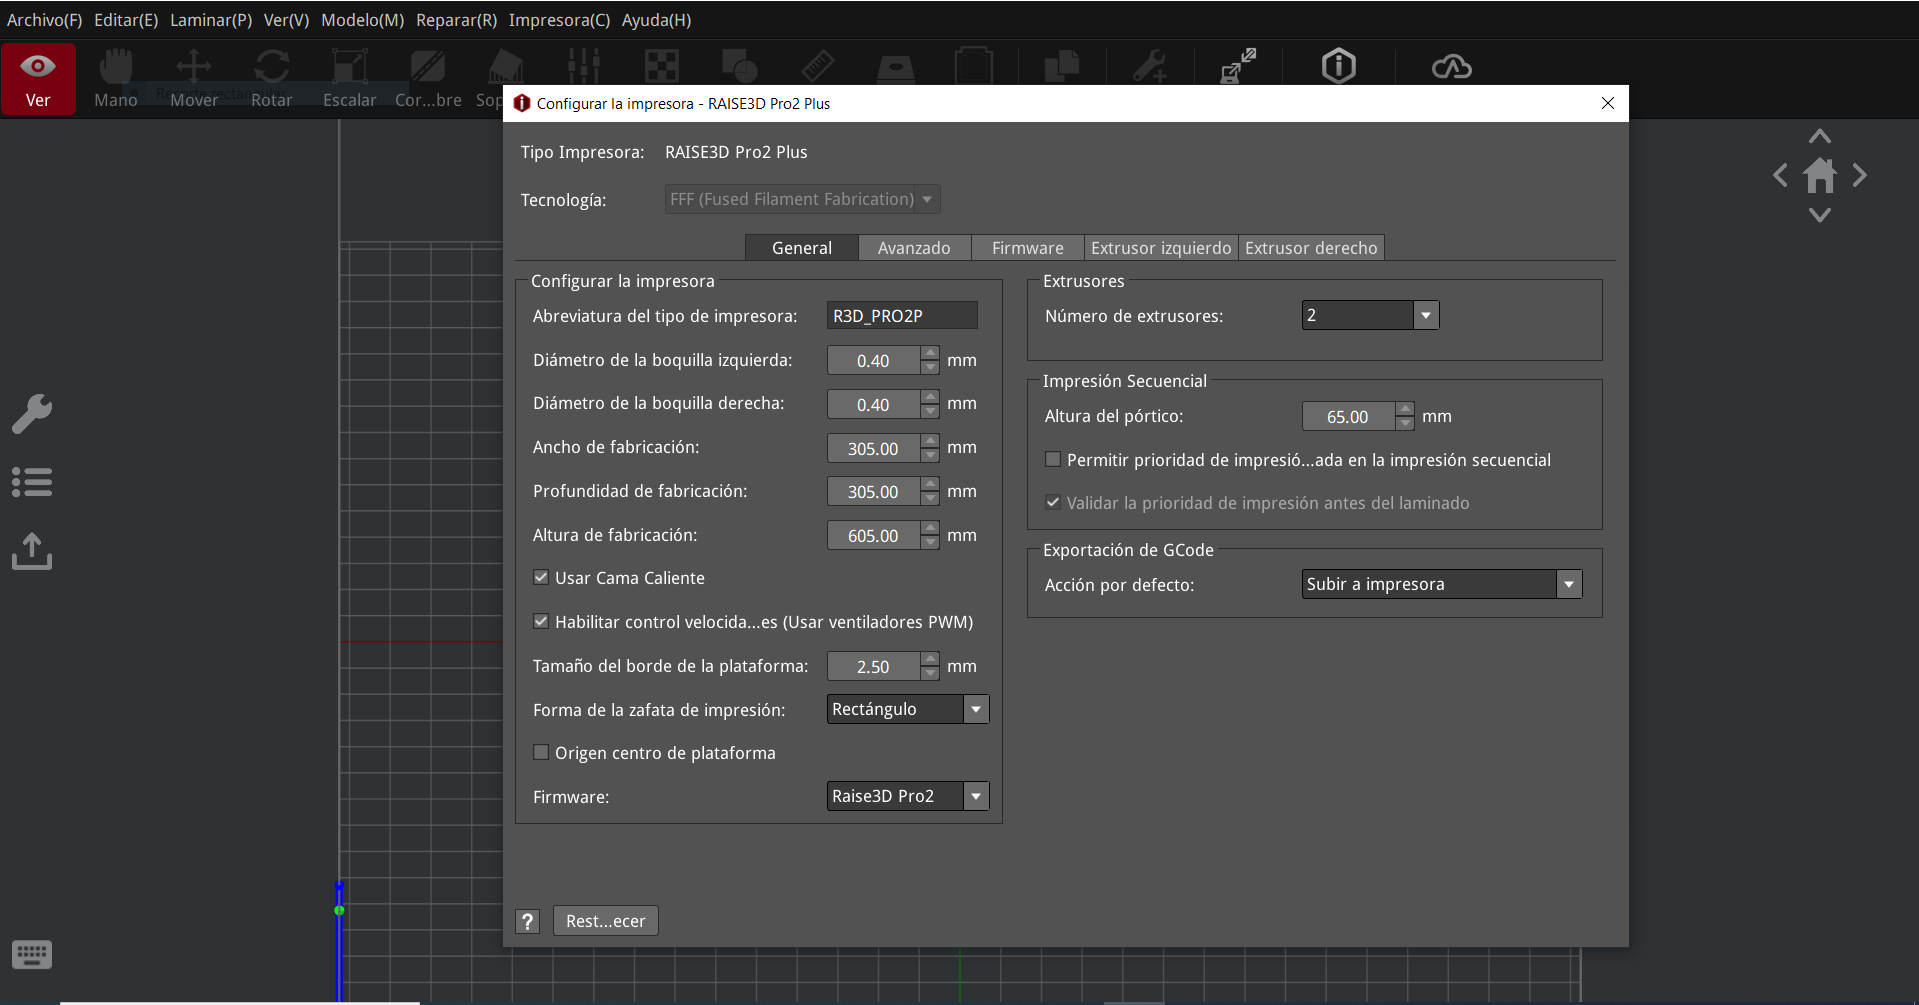 Archivo(F) Editar(E) Laminar(P) Ver(V) Modelo(M) Reparar(R) Impresora(C) Ayuda(H)
Ver Mano Mover Rotar Escalar Cor...bre Sop
Configurar la impresora - RAISE3D Pro2 Plus
Tipo Impresora: RAISE3D Pro2 Plus
Tecnología: FFF (Fused Filament Fabrication)
General Avanzado Firmware Extrusor izquierdo Extrusor derecho
Configurar la impresora
Abreviatura del tipo de impresora: R3D_PRO2P
Diámetro de la boquilla izquierda: 0.40 mm
Diámetro de la boquilla derecha: 0.40 mm
Ancho de fabricación: 305.00 mm
Profundidad de fabricación: 305.00 mm
Altura de fabricación: 605.00 mm
Usar Cama Caliente
Habilitar control velocida...es (Usar ventiladores PWM)
Tamaño del borde de la plataforma: 2.50 mm
Forma de la zafata de impresión: Rectángulo
Origen centro de plataforma
Firmware: Raise3D Pro2
Extrusores
Número de extrusores: 2
Impresión Secuencial
Altura del pórtico: 65.00 mm
Permitir prioridad de impresió...ada en la impresión secuencial
Validar la prioridad de impresión antes del laminado
Exportación de GCode
Acción por defecto: Subir a impresora
? Rest...ecer